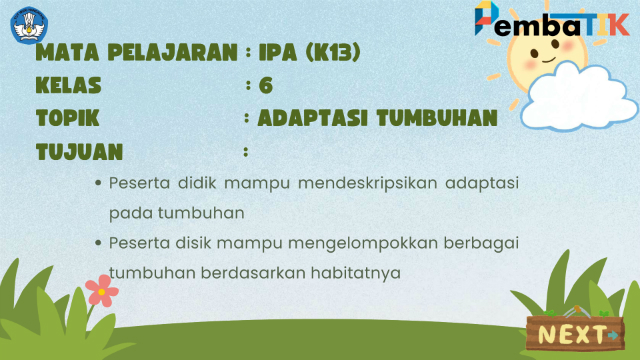 PembaTIK
MATA PELAJARAN : IPA (K13)
KELAS : 6
TOPIK : ADAPTASI TUMBUHAN
TUJUAN :
• Peserta didik mampu mendeskripsikan adaptasi
pada tumbuhan
• Peserta disik mampu mengelompokkan berbagai
tumbuhan berdasarkan habitatnya
NEXT